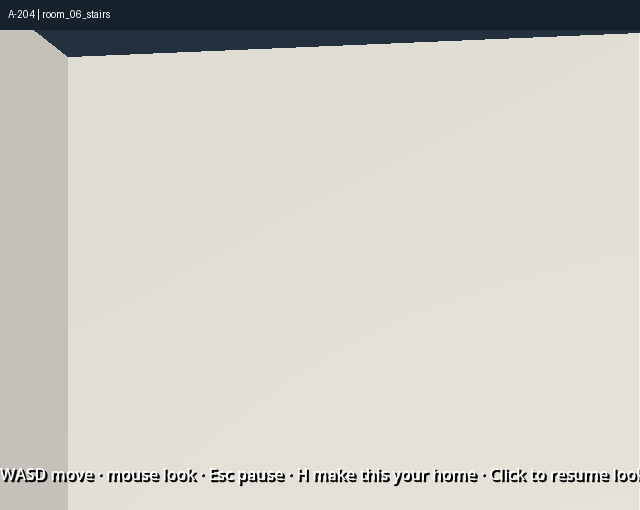 A-204 | room_06_stairs
WASD move · mouse look · Esc pause · H make this your home · Click to resume